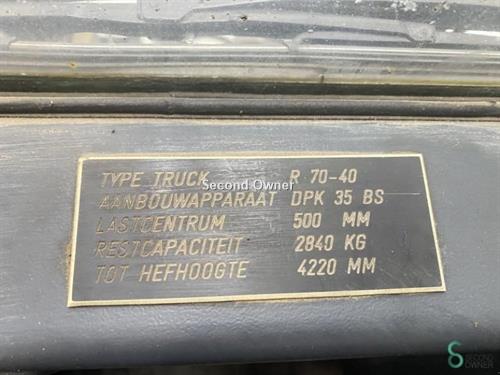 TYPE TRUCK R 70-40
Second Owner
AANBOUWAPPARAAT DPK 35 BS
LASTCENTRUM 500 MM
RESTCAPACITEIT 2840 KG
TOT HEFHOOGTE 4220 MM
SECOND
OWNER